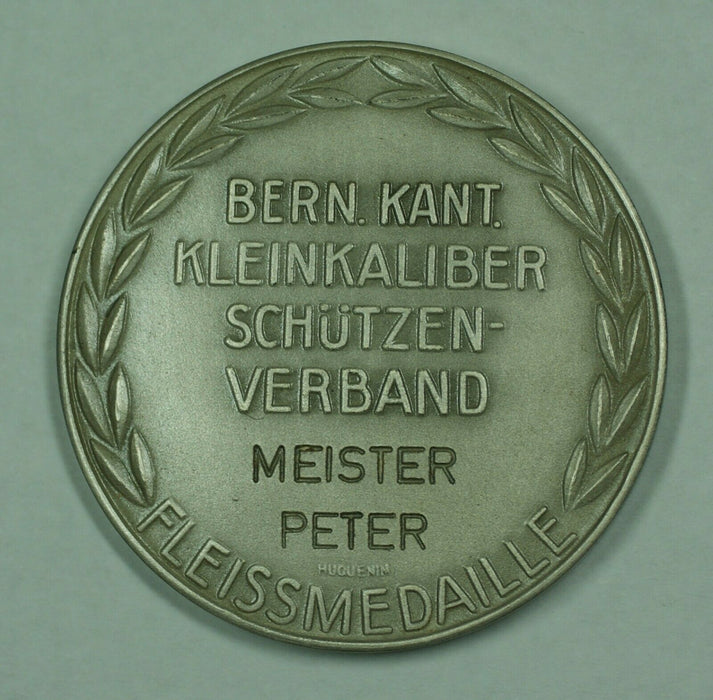 BERN. KANT.
KLEINKALIBER
SCHÜTZEN-
VERBAND
MEISTER
PETER
HUGUENIN
FLEISSMEDAILLE